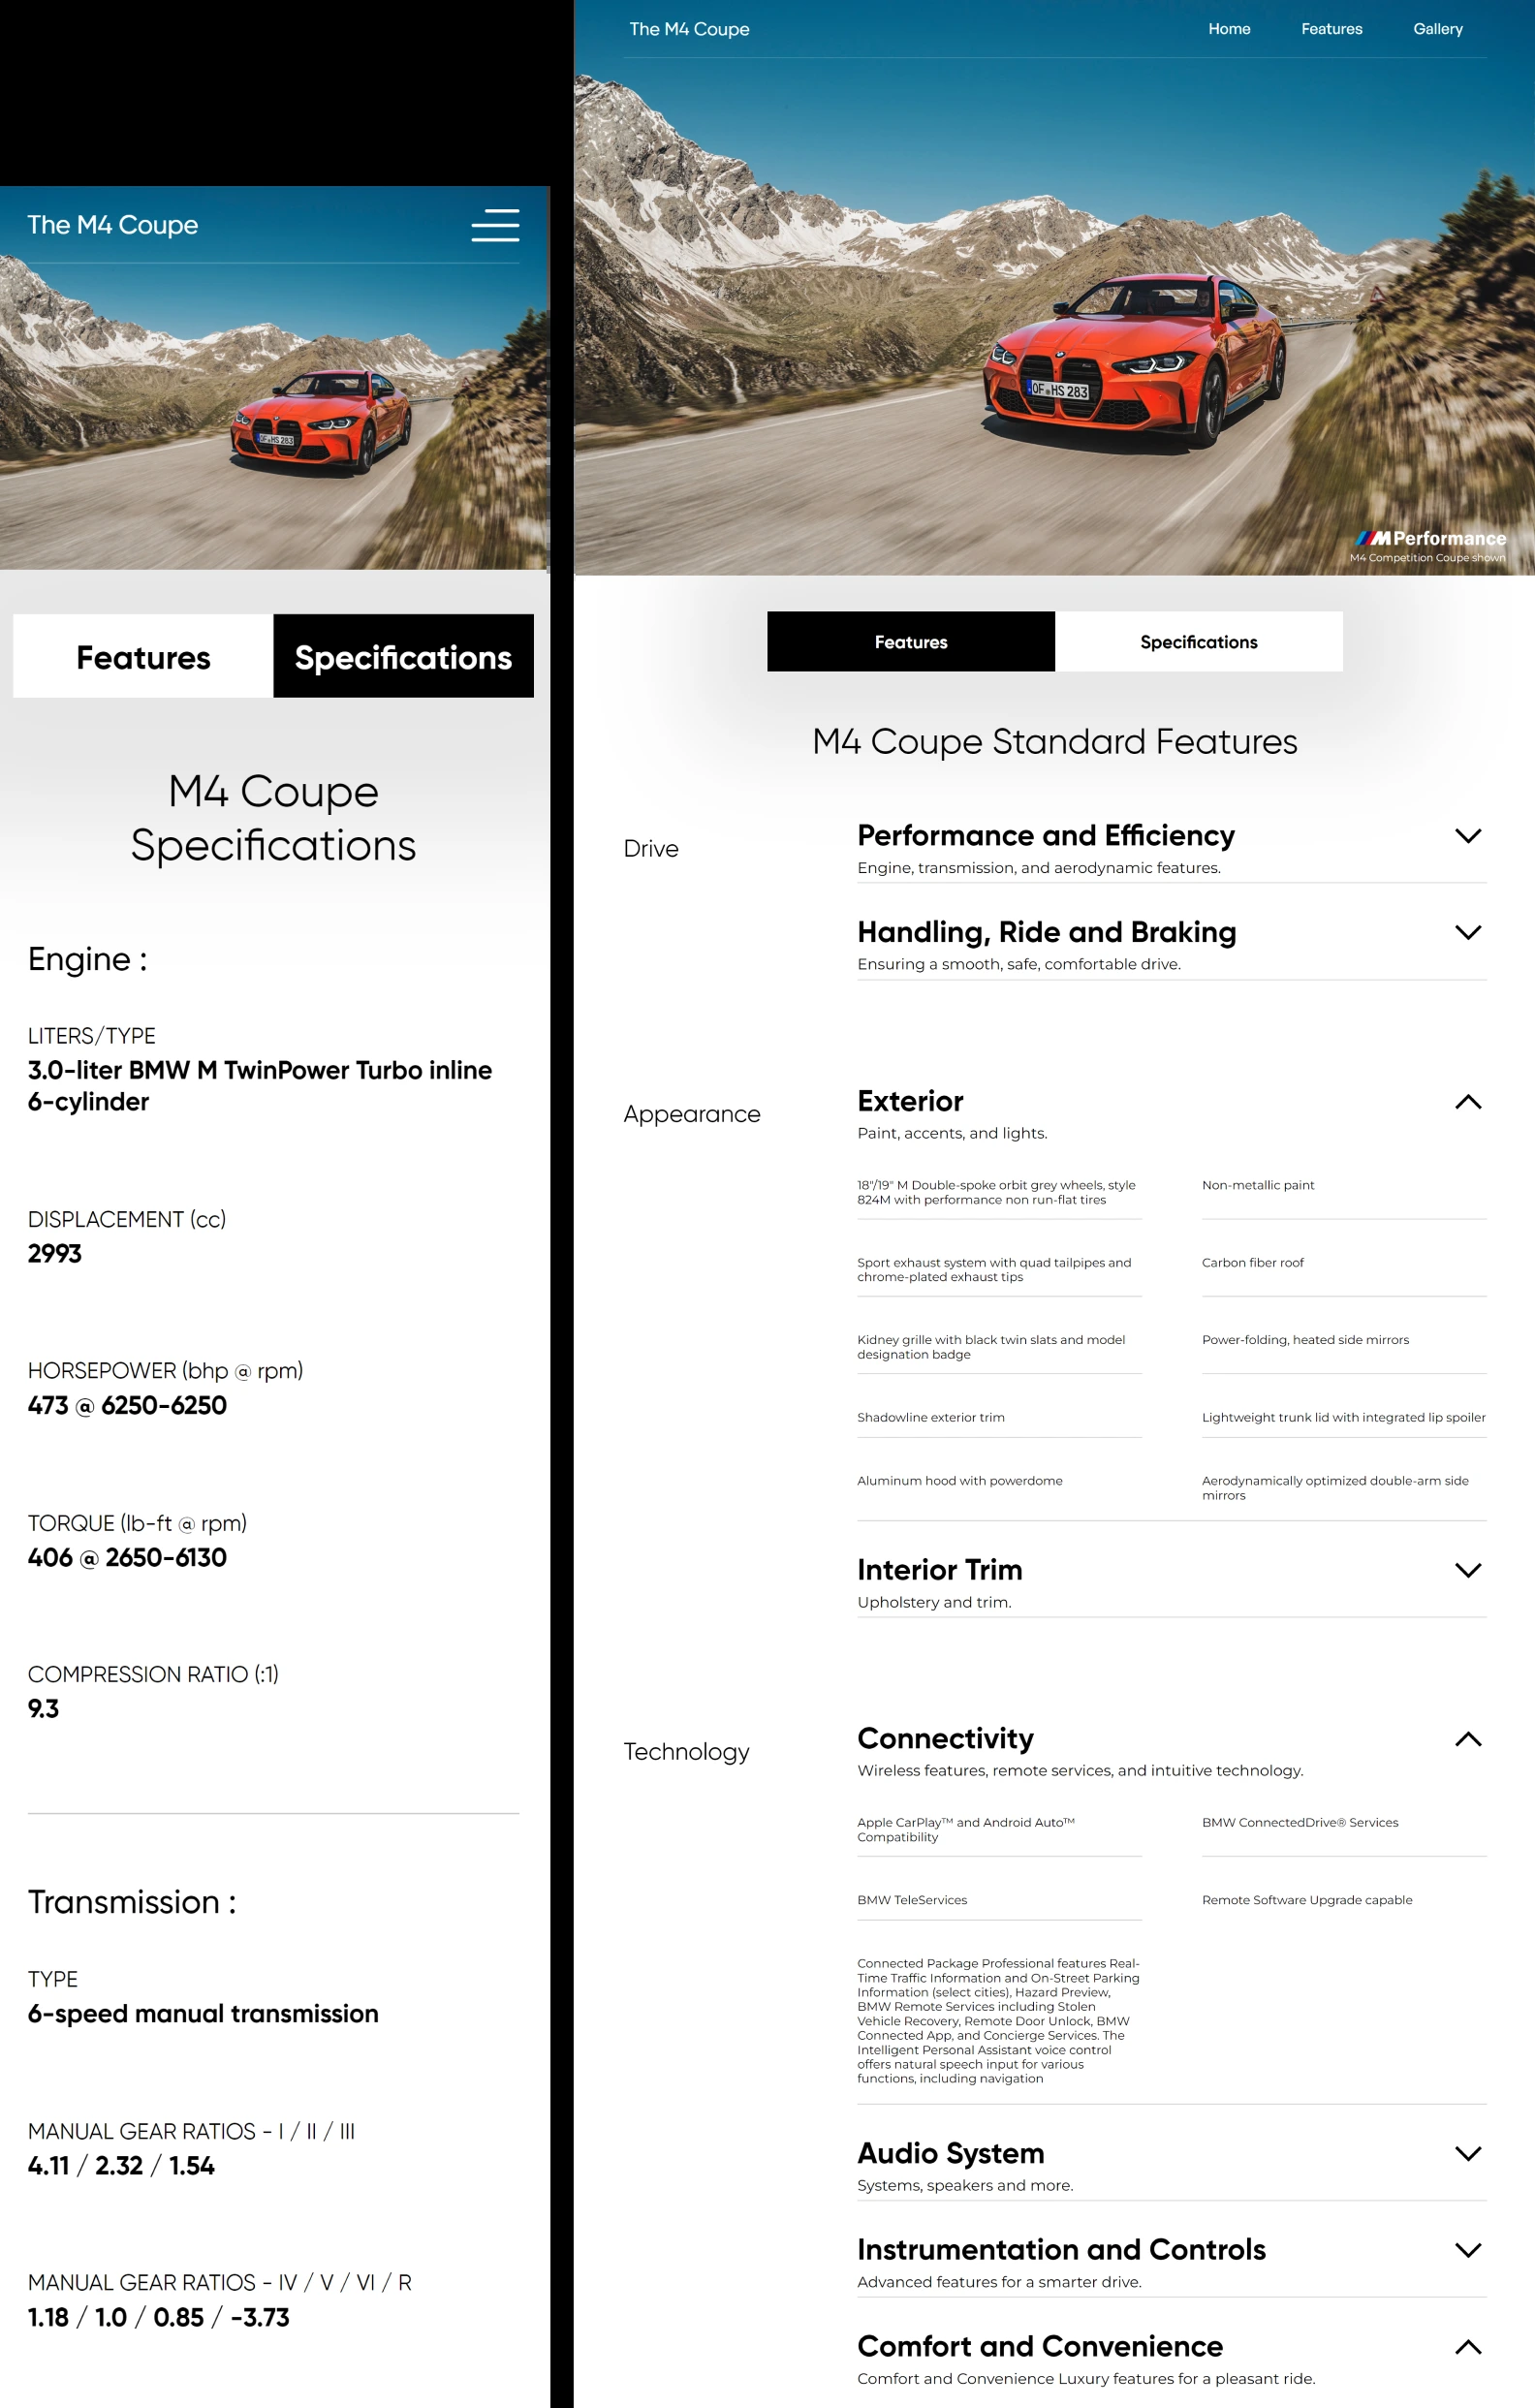 The M4 Coupe
OF HS 283
Features
Specifications
M4 Coupe
Specifications
Engine :
LITERS/TYPE
3.0-liter BMW M TwinPower Turbo inline
6-cylinder
DISPLACEMENT (cc)
2993
HORSEPOWER (bhp @ rpm)
473 @ 6250-6250
TORQUE (lb-ft @ rpm)
406 @ 2650-6130
COMPRESSION RATIO (:1)
9.3
Transmission :
TYPE
6-speed manual transmission
MANUAL GEAR RATIOS - I / II / III
4.11 / 2.32 / 1.54
MANUAL GEAR RATIOS - IV / V / VI / R
1.18 / 1.0 / 0.85 / -3.73
The M4 Coupe
Home
Features
Gallery
OF HS 283
M Performance
M4 Competition Coupe shown
Features
Specifications
M4 Coupe Standard Features
Drive
Performance and Efficiency
Engine, transmission, and aerodynamic features.
Handling, Ride and Braking
Ensuring a smooth, safe, comfortable drive.
Appearance
Exterior
Paint, accents, and lights.
18"/19" M Double-spoke orbit grey wheels, style
824M with performance non run-flat tires
Non-metallic paint
Sport exhaust system with quad tailpipes and
chrome-plated exhaust tips
Carbon fiber roof
Kidney grille with black twin slats and model
designation badge
Power-folding, heated side mirrors
Shadowline exterior trim
Lightweight trunk lid with integrated lip spoiler
Aluminum hood with powerdome
Aerodynamically optimized double-arm side
mirrors
Interior Trim
Upholstery and trim.
Technology
Connectivity
Wireless features, remote services, and intuitive technology.
Apple CarPlay™ and Android Auto™
Compatibility
BMW ConnectedDrive® Services
BMW TeleServices
Remote Software Upgrade capable
Connected Package Professional features Real-
Time Traffic Information and On-Street Parking
Information (select cities), Hazard Preview,
BMW Remote Services including Stolen
Vehicle Recovery, Remote Door Unlock, BMW
Connected App, and Concierge Services. The
Intelligent Personal Assistant voice control
offers natural speech input for various
functions, including navigation
Audio System
Systems, speakers and more.
Instrumentation and Controls
Advanced features for a smarter drive.
Comfort and Convenience
Comfort and Convenience Luxury features for a pleasant ride.